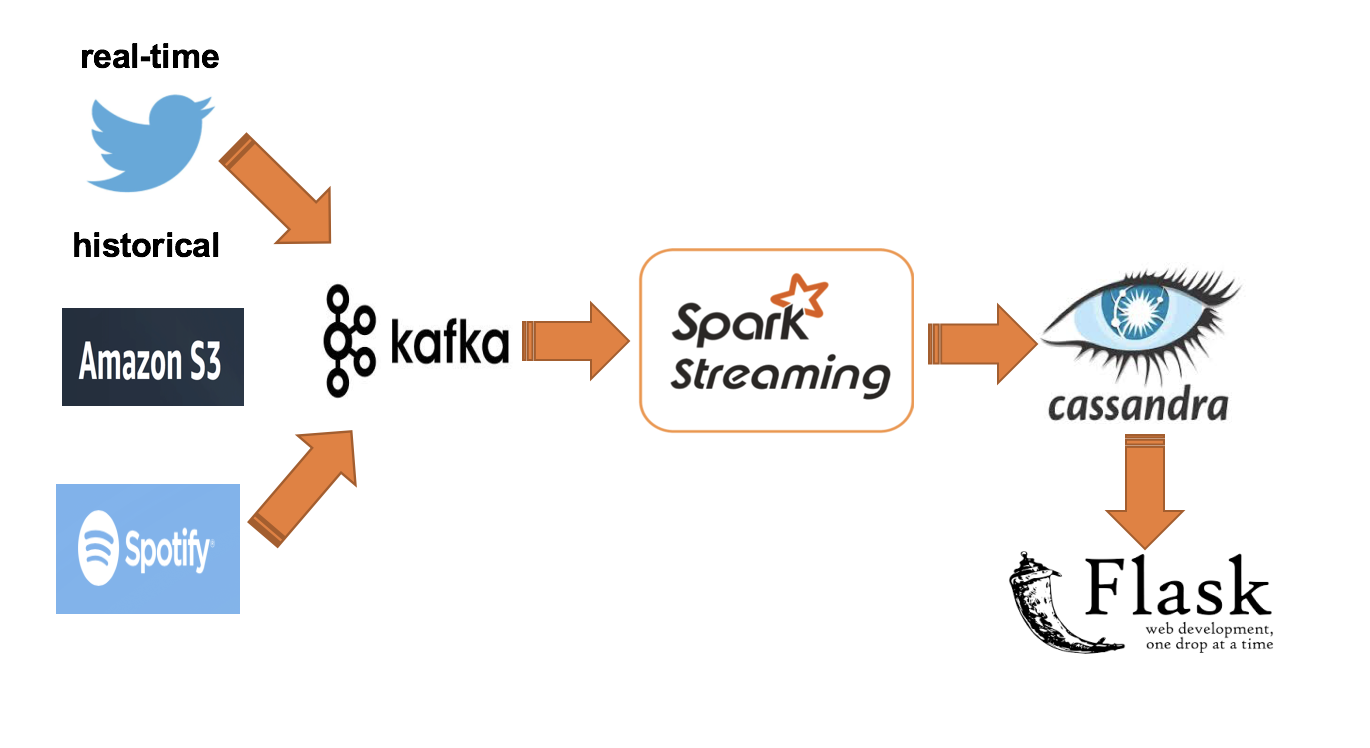 real-time
historical
Amazon S3
Spotify®
kafka
Spark
Streaming
cassandra
Flask
web development,
one drop at a time